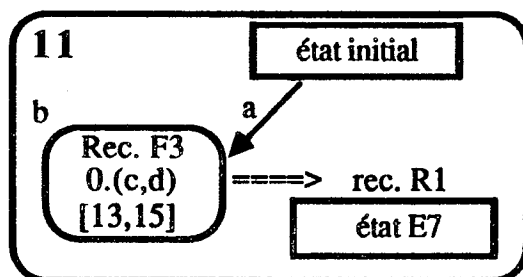 11
état initial
b
a
Rec. F3
0.(c,d)
[13,15]
====> rec. R1
état E7